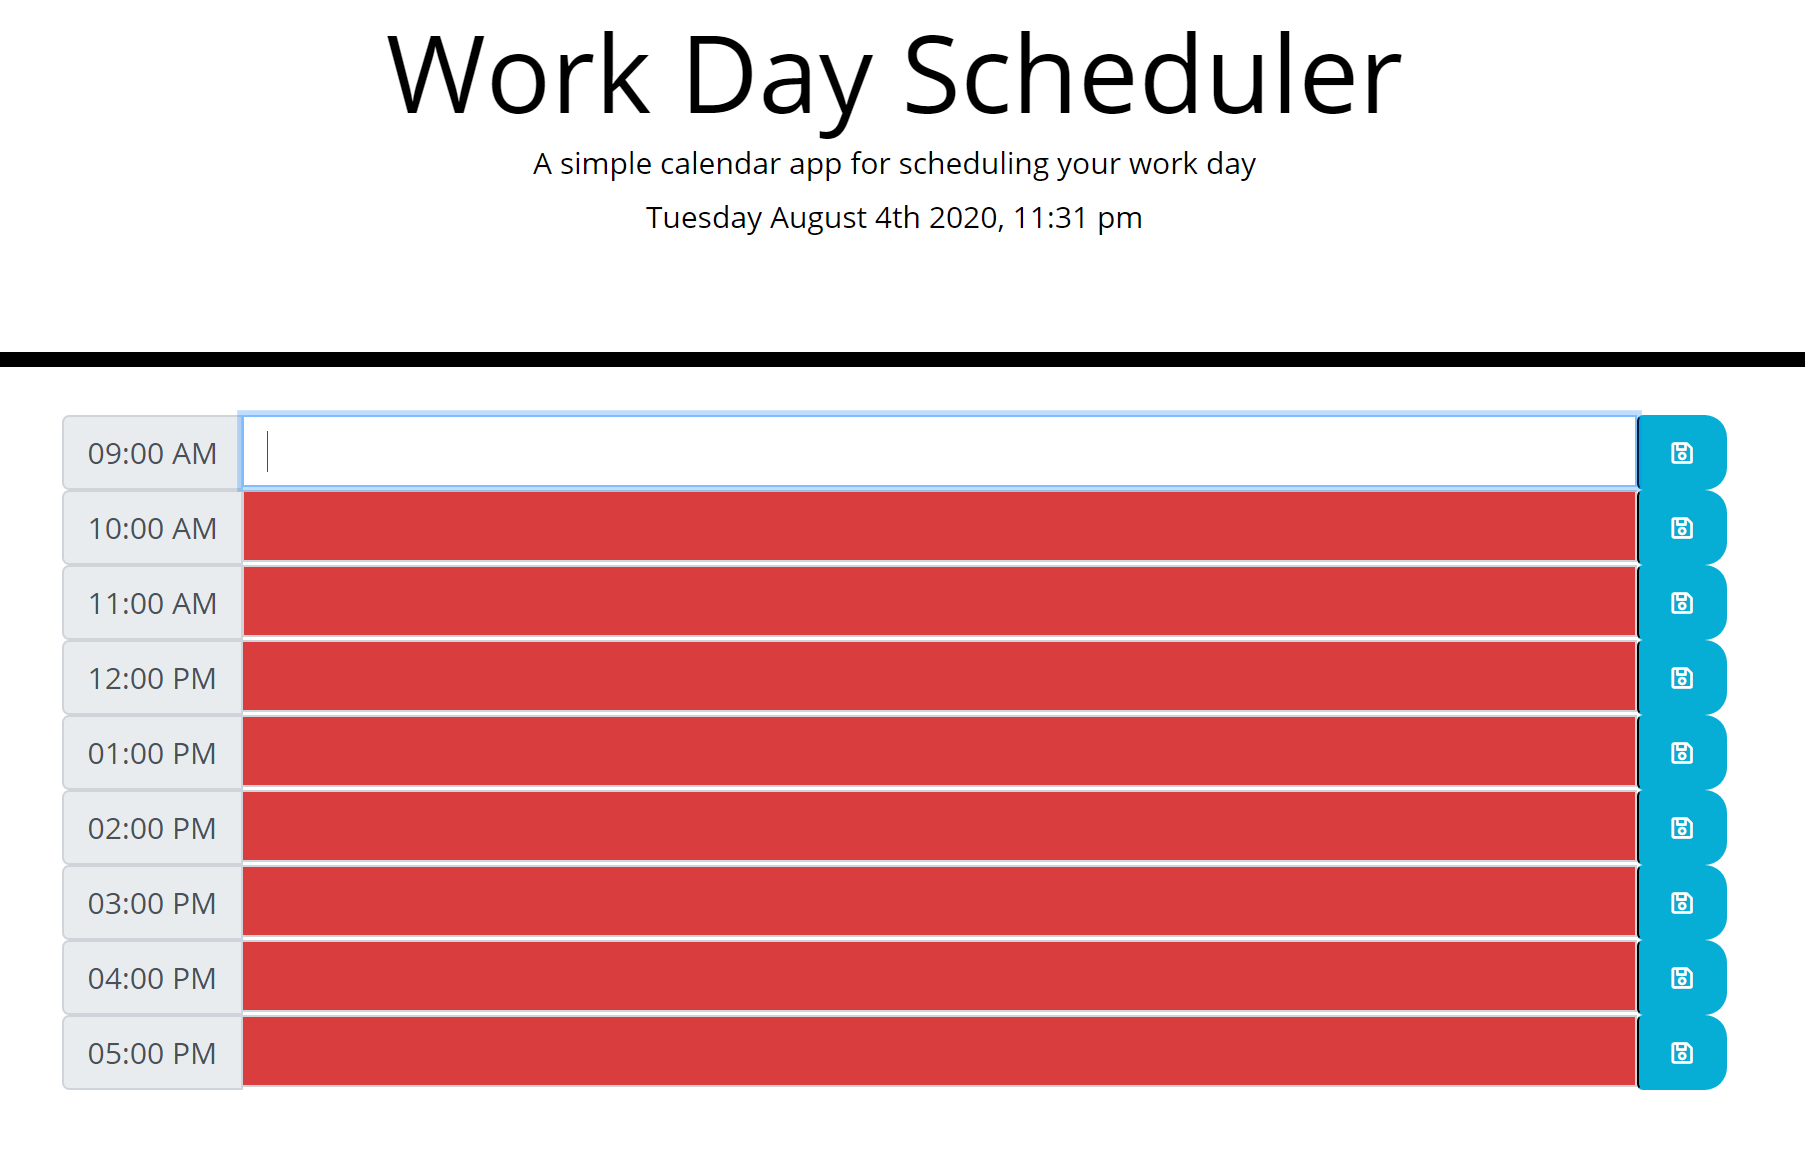 Work Day Scheduler
A simple calendar app for scheduling your work day
Tuesday August 4th 2020, 11:31 pm
09:00 AM
10:00 AM
11:00 AM
12:00 PM
01:00 PM
02:00 PM
03:00 PM
04:00 PM
05:00 PM